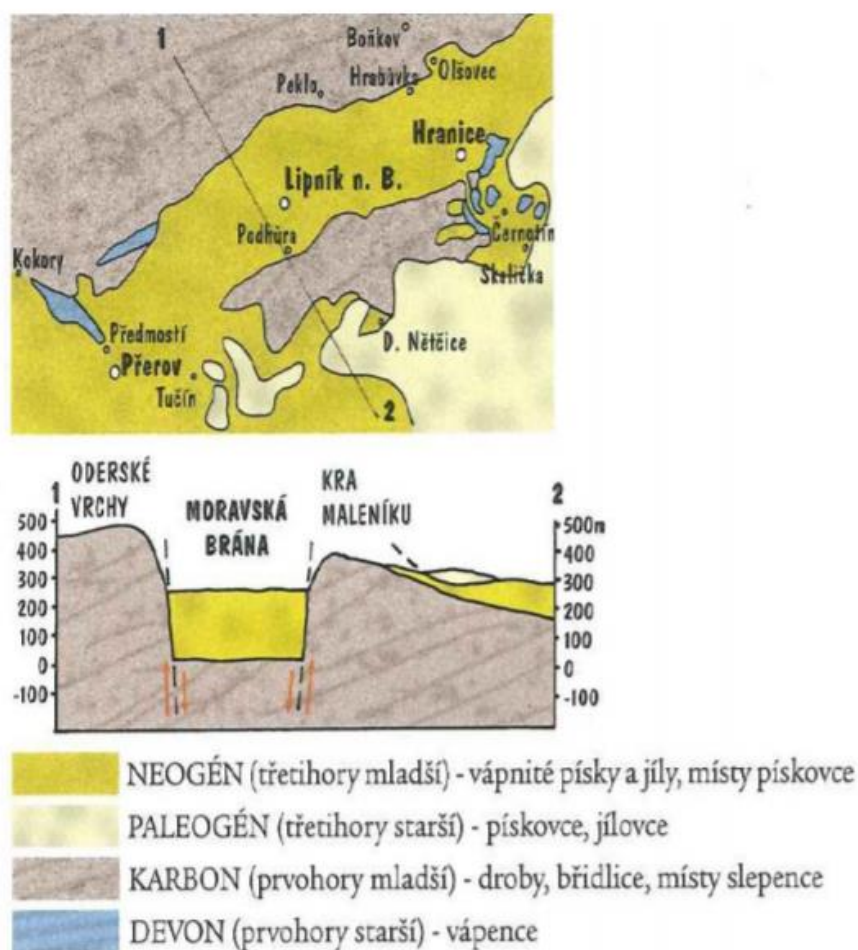 1
Boňkov
Olšovec
Hrabůvka
Peklo
Hranice
Lipník n. B.
Podhůra
Černotín
Skalička
Kokory
D. Nětčice
Předmostí
Přerov
Tučín
2
1
ODERSKÉ
VRCHY
MORAVSKÁ
BRÁNA
KRA
MALENÍKU
2
500
400
300
200
100
0
-100
500m
400
300
200
100
0
-100
NEOGÉN (třetihory mladší) - vápnité písky a jíly, místy pískovce
PALEOGÉN (třetihory starší) - pískovce, jílovce
KARBON (prvohory mladší) - droby, břidlice, místy slepence
DEVON (prvohory starší) - vápence